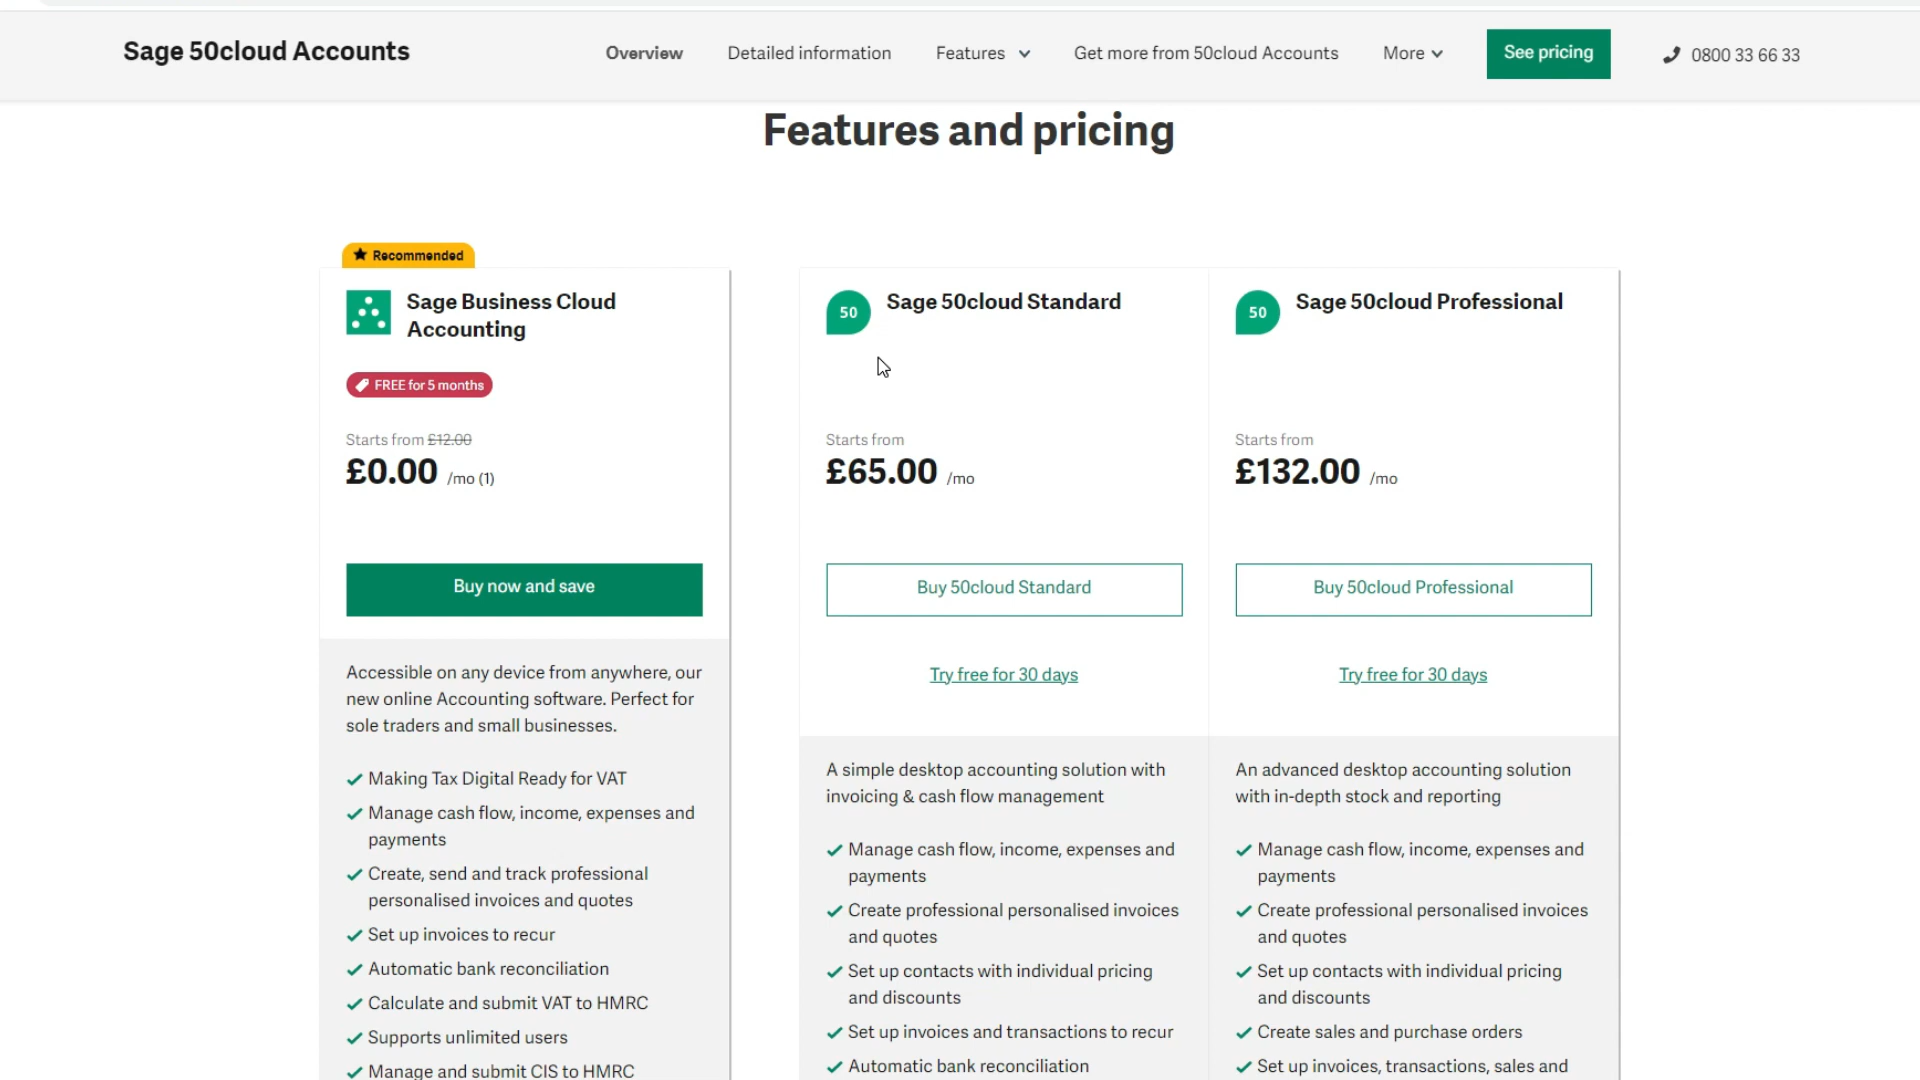 Sage 50cloud Accounts
Overview
Detailed information
Features
Get more from 50cloud Accounts
More
See pricing
0800 33 66 33
Features and pricing
Recommended
Sage Business Cloud
Accounting
FREE for 5 months
Starts from £12.00
£0.00 /mo (1)
Buy now and save
Accessible on any device from anywhere, our
new online Accounting software. Perfect for
sole traders and small businesses.
Making Tax Digital Ready for VAT
Manage cash flow, income, expenses and
payments
Create, send and track professional
personalised invoices and quotes
Set up invoices to recur
Automatic bank reconciliation
Calculate and submit VAT to HMRC
Supports unlimited users
Manage and submit CIS to HMRC
50
Sage 50cloud Standard
Starts from
£65.00 /mo
Buy 50cloud Standard
Try free for 30 days
A simple desktop accounting solution with
invoicing & cash flow management
Manage cash flow, income, expenses and
payments
Create professional personalised invoices
and quotes
Set up contacts with individual pricing
and discounts
Set up invoices and transactions to recur
Automatic bank reconciliation
50
Sage 50cloud Professional
Starts from
£132.00 /mo
Buy 50cloud Professional
Try free for 30 days
An advanced desktop accounting solution
with in-depth stock and reporting
Manage cash flow, income, expenses and
payments
Create professional personalised invoices
and quotes
Set up contacts with individual pricing
and discounts
Create sales and purchase orders
Set up invoices, transactions, sales and